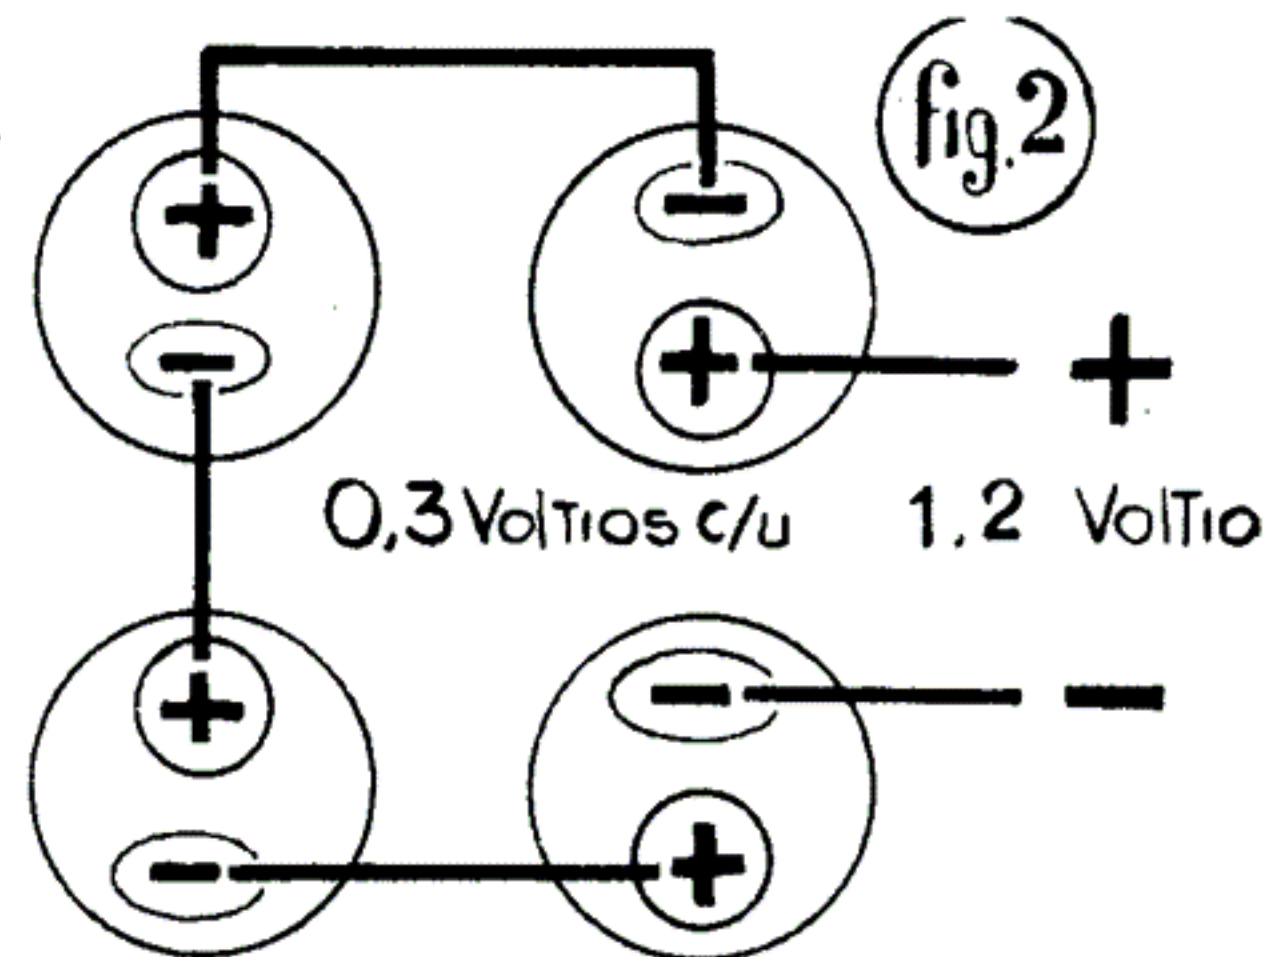 fig.2
+ -
- + +
0,3 Voltios c/u 1,2 Voltio
+ - -
- +